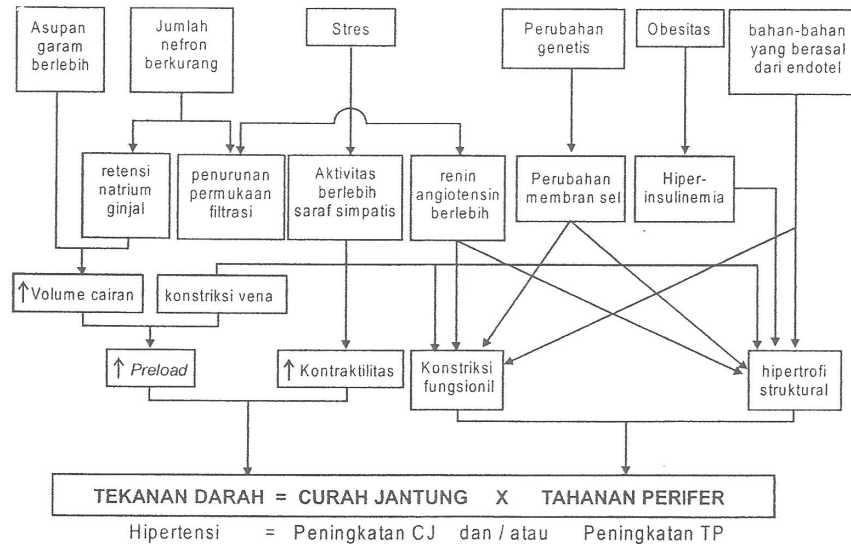 Asupan
garam
berlebih
Jumlah
nefron
berkurang
Stres
Perubahan
genetis
Obesitas
bahan-bahan
yang berasal
dari endotel
retensi
natrium
ginjal
penurunan
permukaan
filtrasi
Aktivitas
berlebih
saraf simpatis
renin
angiotensin
berlebih
Perubahan
membran sel
Hiper-
insulinemia
↑Volume cairan
konstriksi vena
↑ Preload
↑ Kontraktilitas
Konstriksi
fungsionil
hipertrofi
struktural
TEKANAN DARAH = CURAH JANTUNG X TAHANAN PERIFER
Hipertensi = Peningkatan CJ dan / atau Peningkatan TP